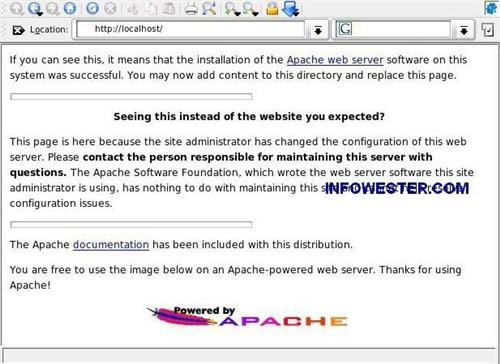 Location: http://localhost/
If you can see this, it means that the installation of the Apache web server software on this
system was successful. You may now add content to this directory and replace this page.
Seeing this instead of the website you expected?
This page is here because the site administrator has changed the configuration of this web
server. Please contact the person responsible for maintaining this server with
questions. The Apache Software Foundation, which wrote the web server software this site
administrator is using, has nothing to do with maintaining this
INFOWESTER.COM
configuration issues.
The Apache documentation has been included with this distribution.
You are free to use the image below on an Apache-powered web server. Thanks for using
Apache!
Powered by
APACHE